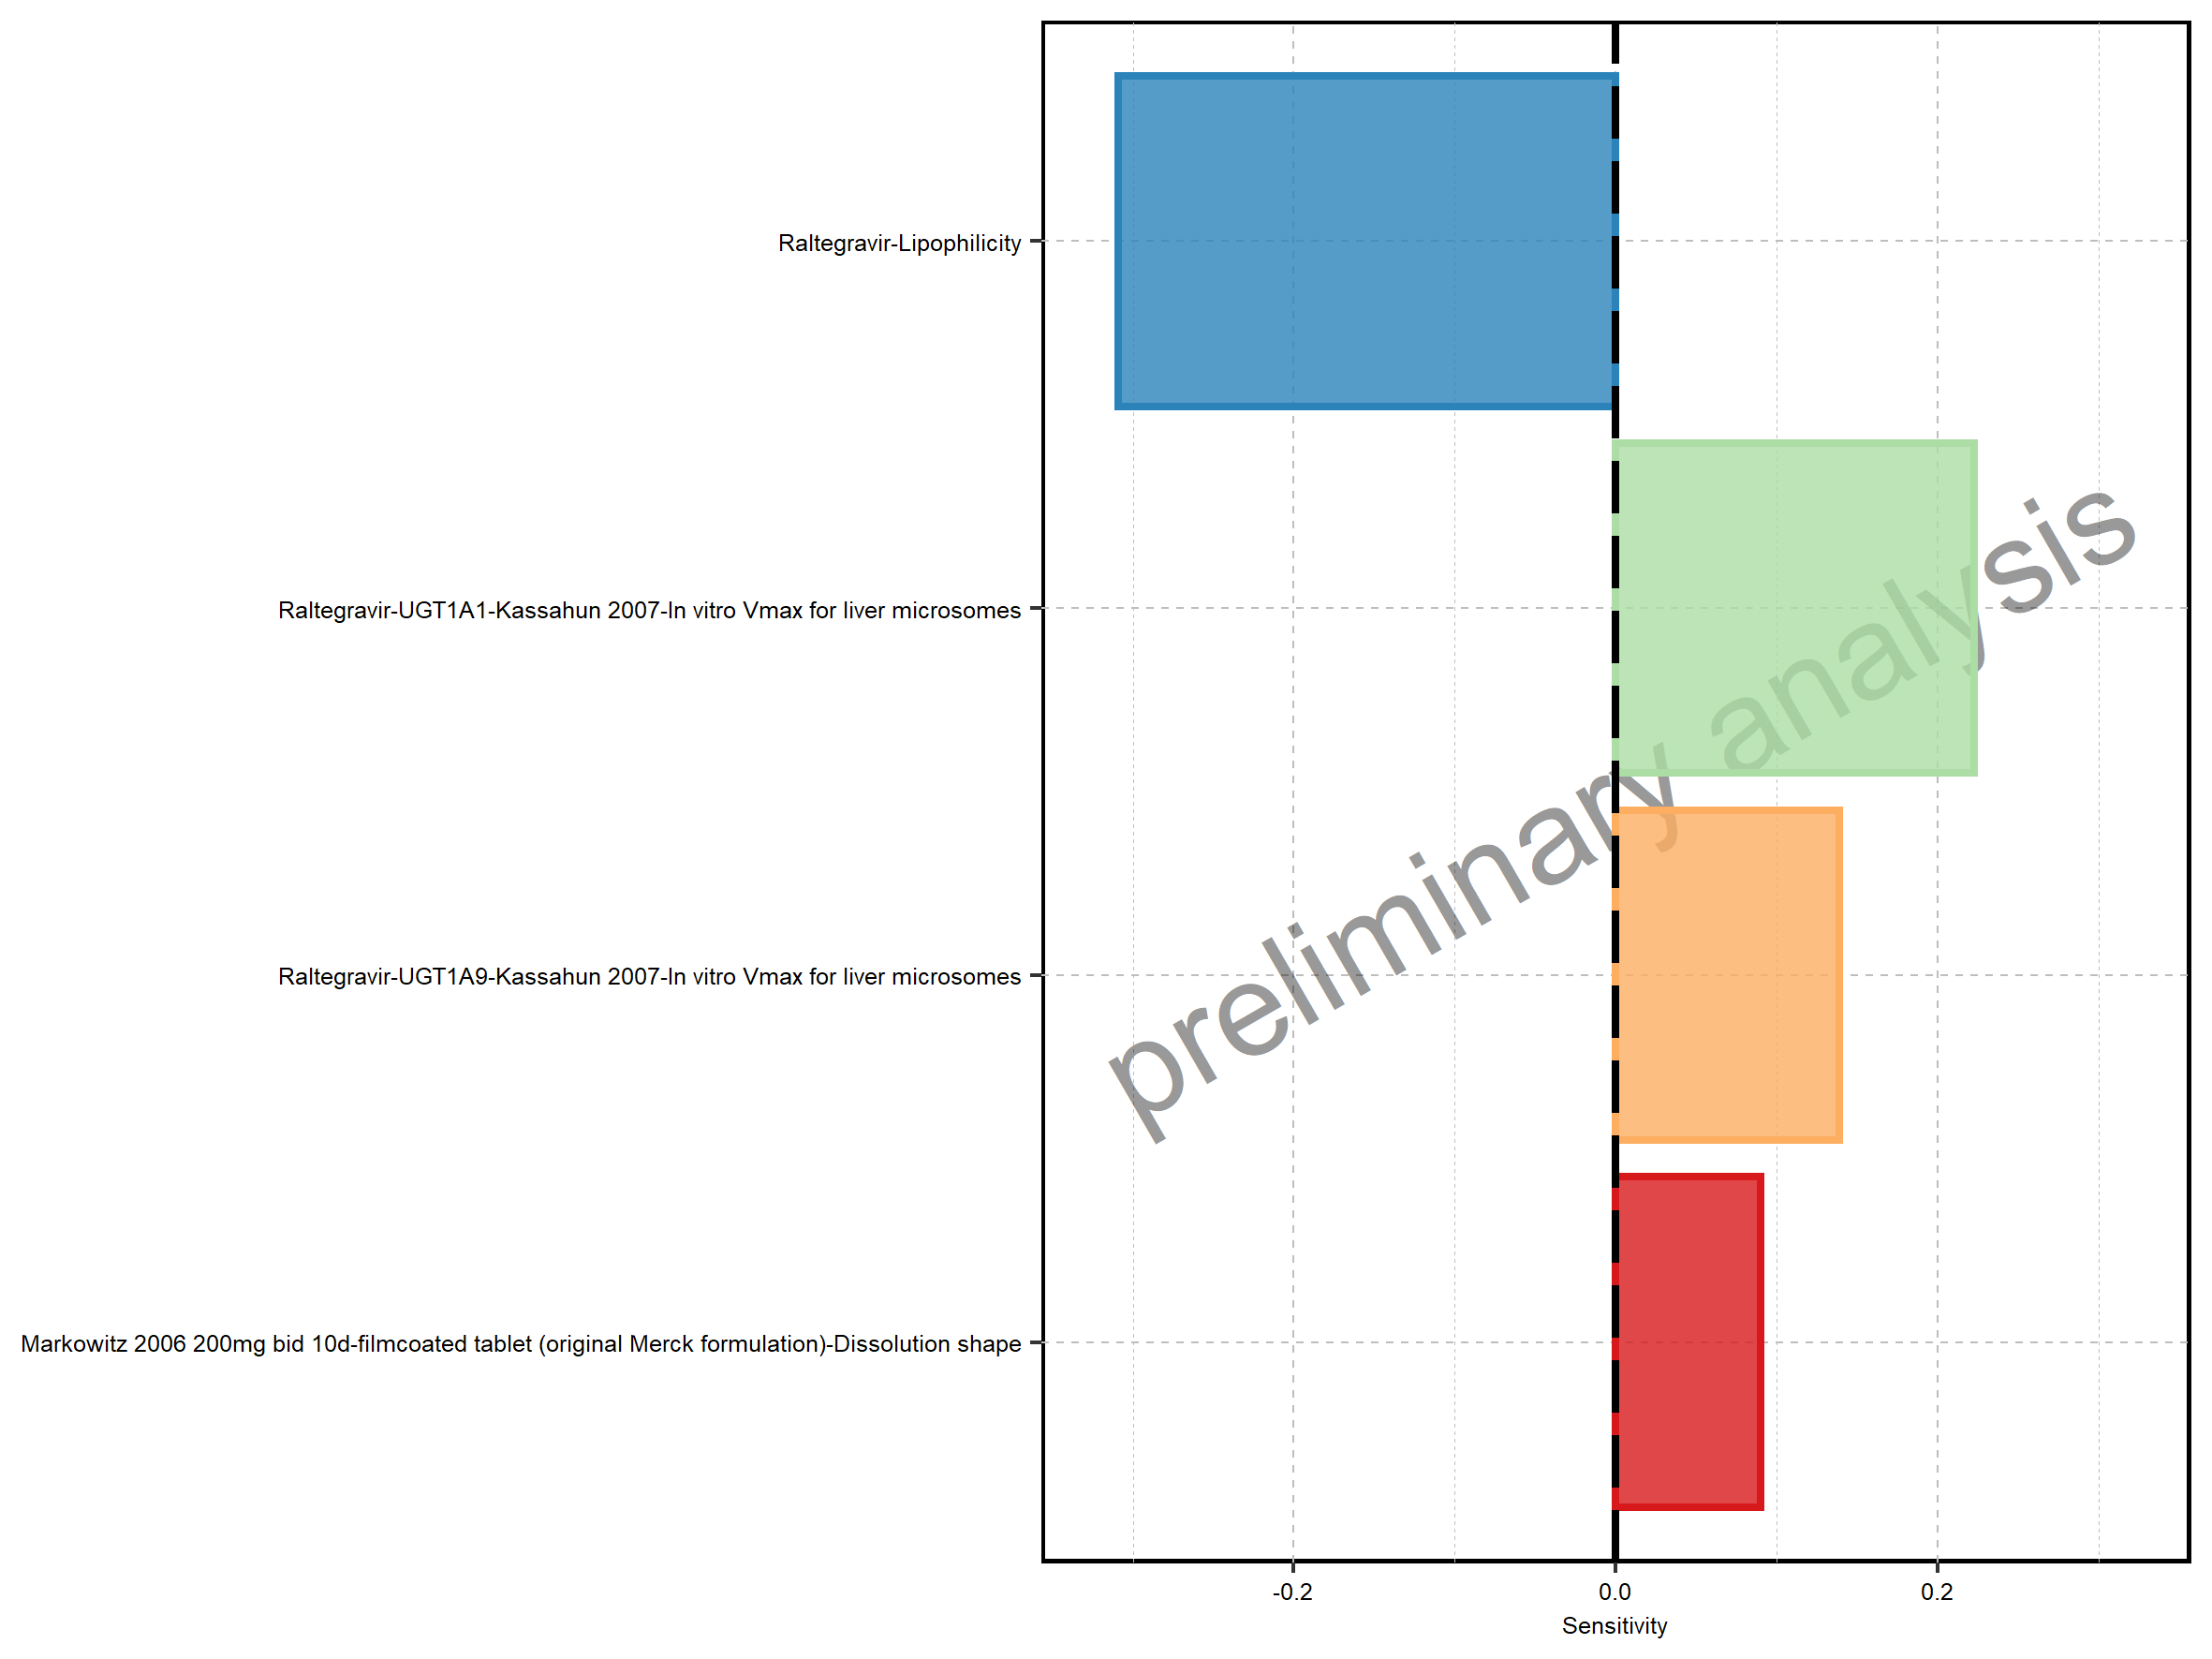 Raltegravir-Lipophilicity
Raltegravir-UGT1A1-Kassahun 2007-In vitro Vmax for liver microsomes
Raltegravir-UGT1A9-Kassahun 2007-In vitro Vmax for liver microsomes
Markowitz 2006 200mg bid 10d-filmcoated tablet (original Merck formulation)-Dissolution shape
preliminary analysis
-0.2 0.0 0.2
Sensitivity